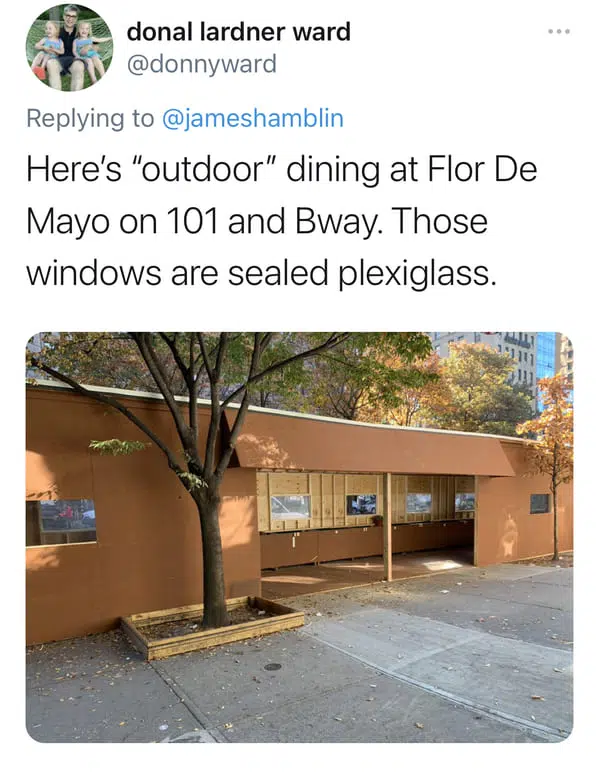 donal lardner ward
@donnyward
Replying to @jameshamblin
Here’s “outdoor” dining at Flor De
Mayo on 101 and Bway. Those
windows are sealed plexiglass.